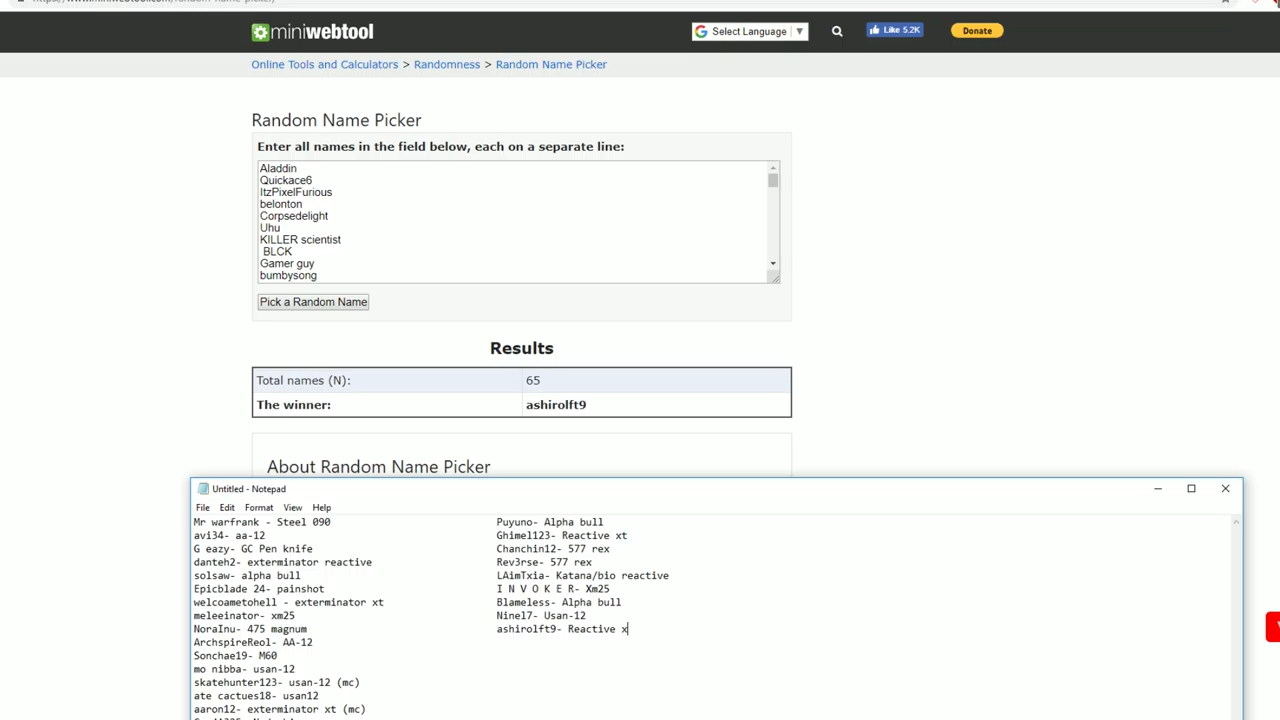 miniwebtool
Select Language ▼
Like 5.2K
Donate
Online Tools and Calculators > Randomness > Random Name Picker
Random Name Picker
Enter all names in the field below, each on a separate line:
Aladdin
Quickace6
ItzPixelFurious
belonton
Corpsedelight
Uhu
KILLER scientist
BLCK
Gamer guy
bumbysong
Pick a Random Name
Results
Total names (N): 65
The winner: ashirolft9
About Random Name Picker
Untitled - Notepad
File Edit Format View Help
Mr warfrank - Steel 090
avi34- aa-12
G eazy- GC Pen knife
danteh2- exterminator reactive
solsaw- alpha bull
Epicblade 24- painshot
welcoametohell - exterminator xt
meleeinator- xm25
NoraInu- 475 magnum
ArchspireReol- AA-12
Sonchae19- M60
mo nibba- usan-12
skatehunter123- usan-12 (mc)
ate cactues18- usan12
aaron12- exterminator xt (mc)
Puyuno- Alpha bull
Ghimel123- Reactive xt
Chanchin12- 577 rex
Rev3rse- 577 rex
LAimTxia- Katana/bio reactive
I N V O K E R- Xm25
Blameless- Alpha bull
Ninel7- Usan-12
ashirolft9- Reactive x